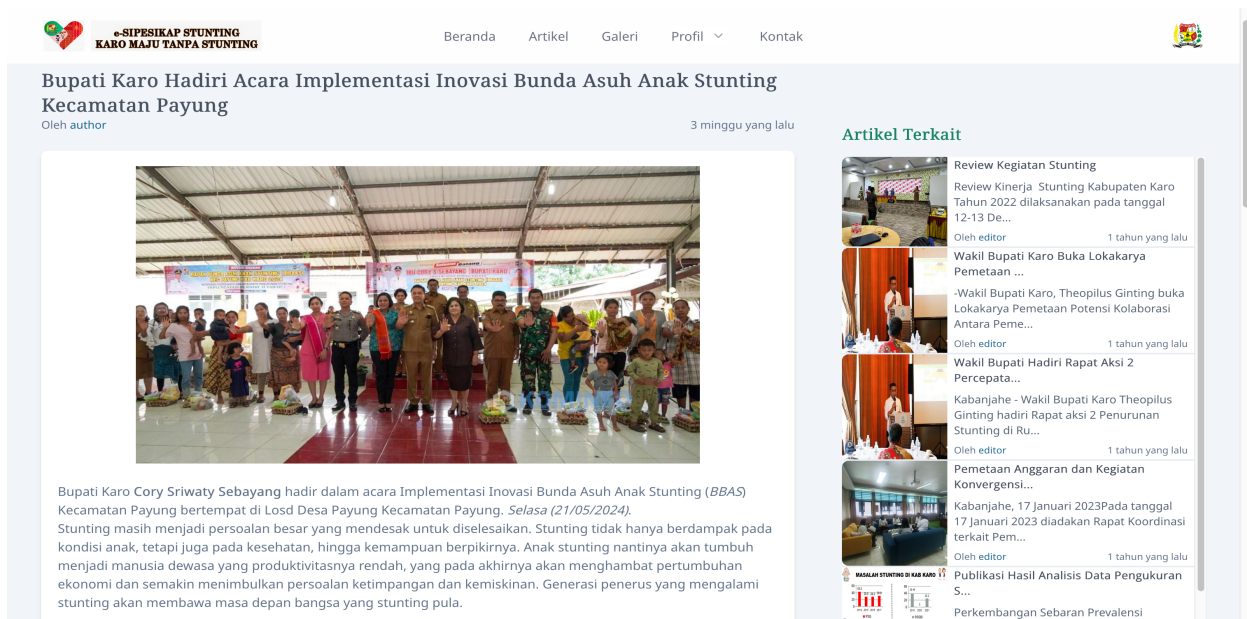 e-SIPESIKAP STUNTING
KARO MAJU TANPA STUNTING
Beranda
Artikel
Galeri
Profil
Kontak
Bupati Karo Hadiri Acara Implementasi Inovasi Bunda Asuh Anak Stunting
Kecamatan Payung
Oleh author
3 minggu yang lalu
Bupati Karo Cory Sriwaty Sebayang hadir dalam acara Implementasi Inovasi Bunda Asuh Anak Stunting (BBAS)
Kecamatan Payung bertempat di Losd Desa Payung Kecamatan Payung. Selasa (21/05/2024).
Stunting masih menjadi persoalan besar yang mendesak untuk diselesaikan. Stunting tidak hanya berdampak pada
kondisi anak, tetapi juga pada kesehatan, hingga kemampuan berpikirnya. Anak stunting nantinya akan tumbuh
menjadi manusia dewasa yang produktivitasnya rendah, yang pada akhirnya akan menghambat pertumbuhan
ekonomi dan semakin menimbulkan persoalan ketimpangan dan kemiskinan. Generasi penerus yang mengalami
stunting akan membawa masa depan bangsa yang stunting pula.
Artikel Terkait
Review Kegiatan Stunting
Review Kinerja Stunting Kabupaten Karo
Tahun 2022 dilaksanakan pada tanggal
12-13 De...
Oleh editor
1 tahun yang lalu
Wakil Bupati Karo Buka Lokakarya
Pemetaan ...
-Wakil Bupati Karo, Theopilus Ginting buka
Lokakarya Pemetaan Potensi Kolaborasi
Antara Peme...
Oleh editor
1 tahun yang lalu
Wakil Bupati Hadiri Rapat Aksi 2
Percepata...
Kabanjahe - Wakil Bupati Karo Theopilus
Ginting hadiri Rapat aksi 2 Penurunan
Stunting di Ru...
Oleh editor
1 tahun yang lalu
Pemetaan Anggaran dan Kegiatan
Konvergensi...
Kabanjahe, 17 Januari 2023Pada tanggal
17 Januari 2023 diadakan Rapat Koordinasi
terkait Pem...
Oleh editor
1 tahun yang lalu
MASALAH STUNTING DI KAB KARO
Publikasi Hasil Analisis Data Pengukuran
S...
Perkembangan Sebaran Prevalensi